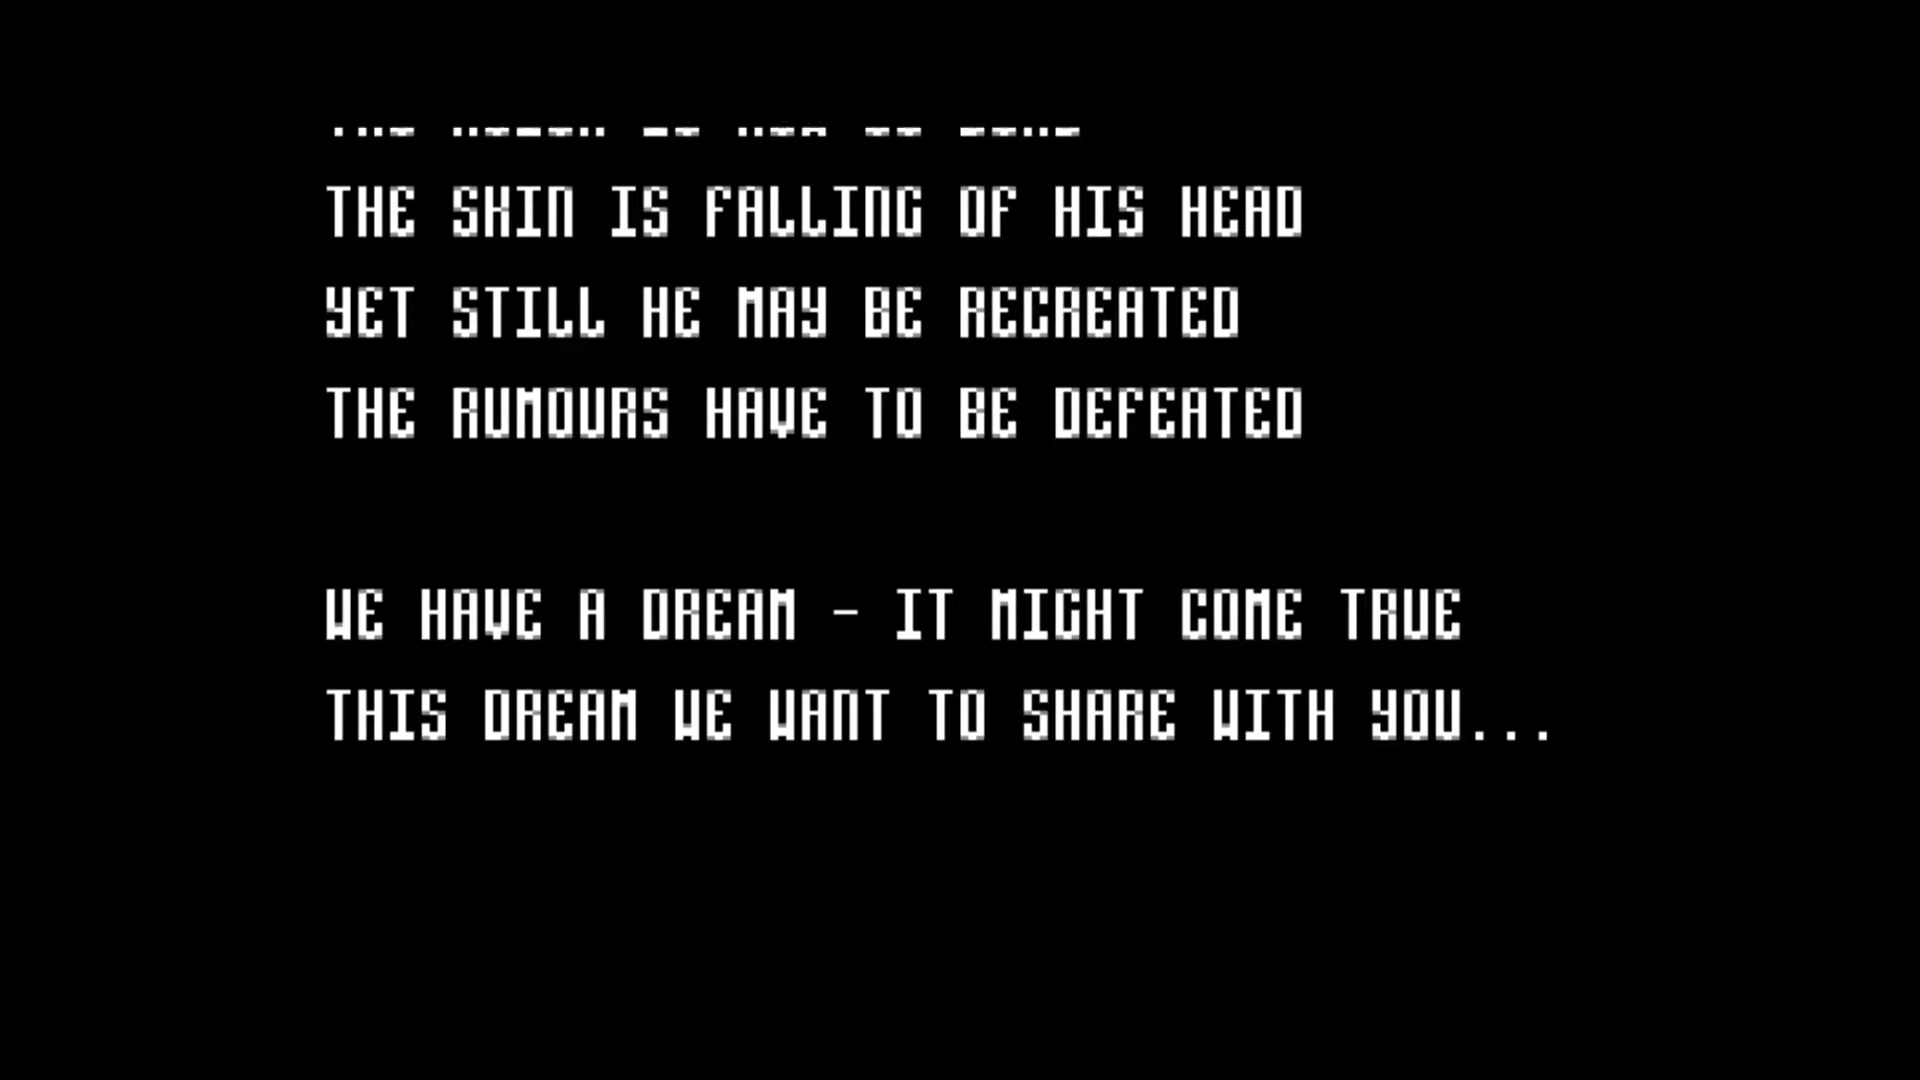 THE SKIN IS FALLING OF HIS HEAD
YET STILL HE MAY BE RECREATED
THE RUMOURS HAVE TO BE DEFEATED
WE HAVE A DREAM - IT MIGHT COME TRUE
THIS DREAM WE WANT TO SHARE WITH YOU...